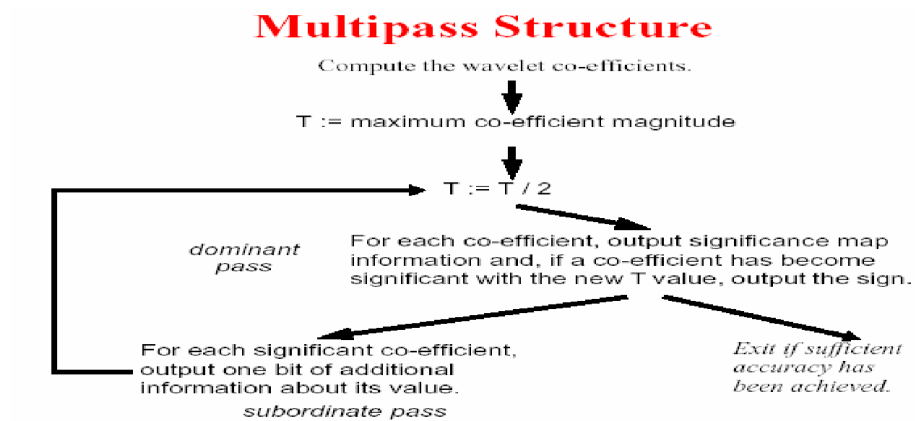 Multipass Structure
Compute the wavelet co-efficients.
T := maximum co-efficient magnitude
T := T / 2
dominant
pass
For each co-efficient, output significance map
information and, if a co-efficient has become
significant with the new T value, output the sign.
For each significant co-efficient,
output one bit of additional
information about its value.
subordinate pass
Exit if sufficient
accuracy has
been achieved.